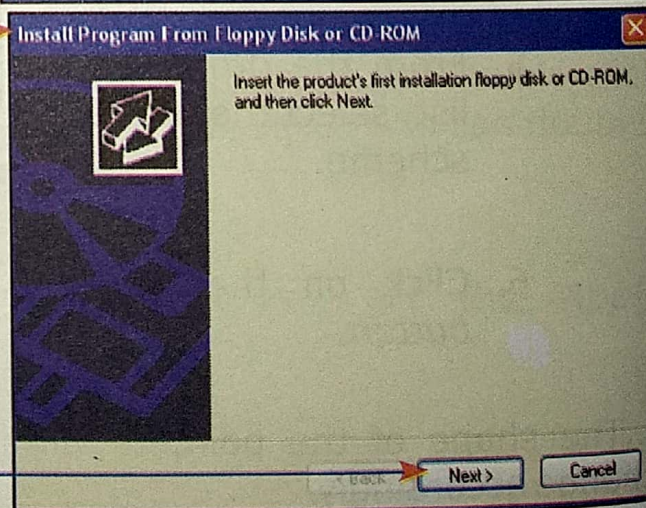 Install Program From Floppy Disk or CD-ROM
Insert the product's first installation floppy disk or CD-ROM,
and then click Next.
< Back
Next >
Cancel